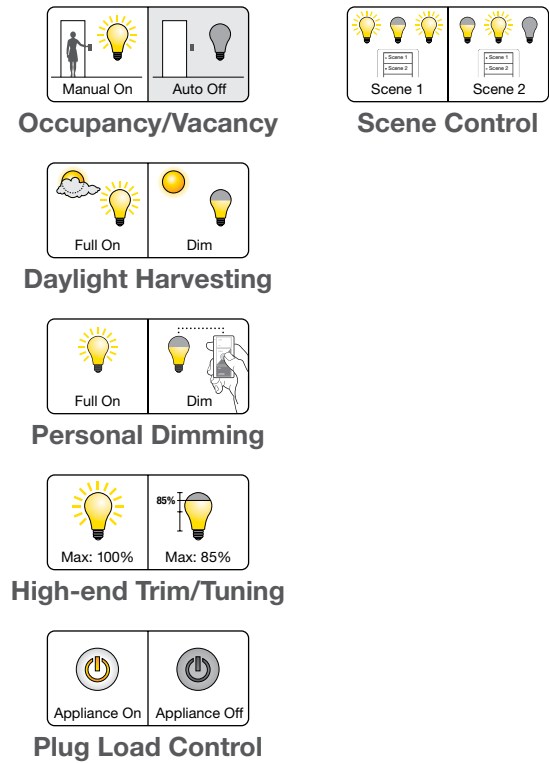 Manual On
Auto Off
Occupancy/Vacancy
• Scene 1
• Scene 2
Scene 1
• Scene 1
• Scene 2
Scene 2
Scene Control
Full On
Dim
Daylight Harvesting
Full On
Dim
Personal Dimming
Max: 100%
85%
Max: 85%
High-end Trim/Tuning
Appliance On
Appliance Off
Plug Load Control